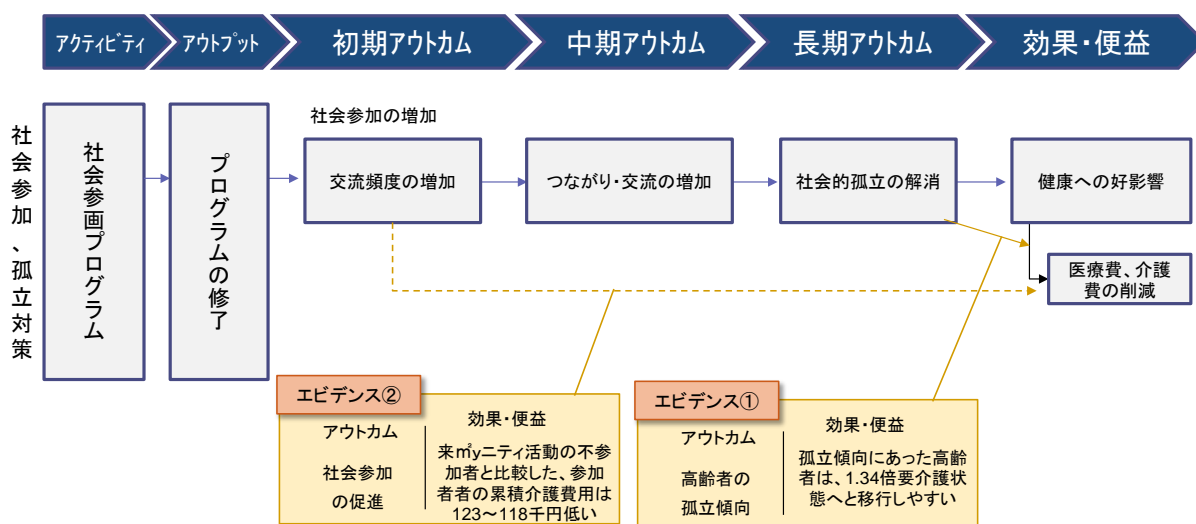 アクティビティ
アウトプット
初期アウトカム
中期アウトカム
長期アウトカム
効果・便益
社会参加、孤立対策
社会参画プログラム
プログラムの修了
社会参加の増加
交流頻度の増加
つながり・交流の増加
社会的孤立の解消
健康への好影響
医療費、介護
費の削減
エビデンス②
アウトカム
社会参加
の促進
効果・便益
来㎡yニティ活動の不参
加者と比較した、参加
者者の累積介護費用は
123～118千円低い
エビデンス①
アウトカム
高齢者の
孤立傾向
効果・便益
孤立傾向にあった高齢
者は、1.34倍要介護状
態へと移行しやすい